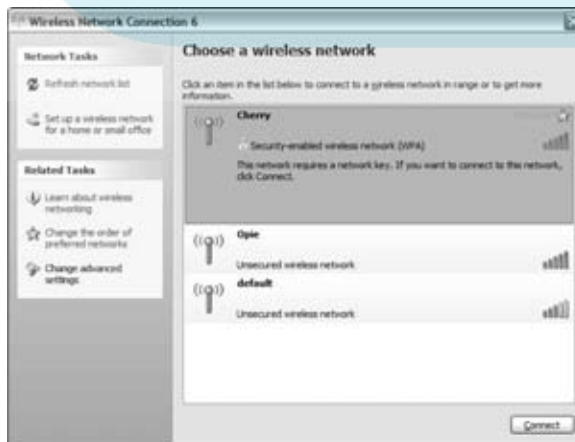 Wireless Network Connection 6
Network Tasks
Refresh network list
Set up a wireless network
for a home or small office
Related Tasks
Learn about wireless
networking
Change the order of
preferred networks
Change advanced
settings
Choose a wireless network
Click an item in the list below to connect to a wireless network in range or to get more
information.
Cherry
Security-enabled wireless network (WPA)
This network requires a network key. If you want to connect to this network,
click Connect.
Opie
Unsecured wireless network
default
Unsecured wireless network
Connect